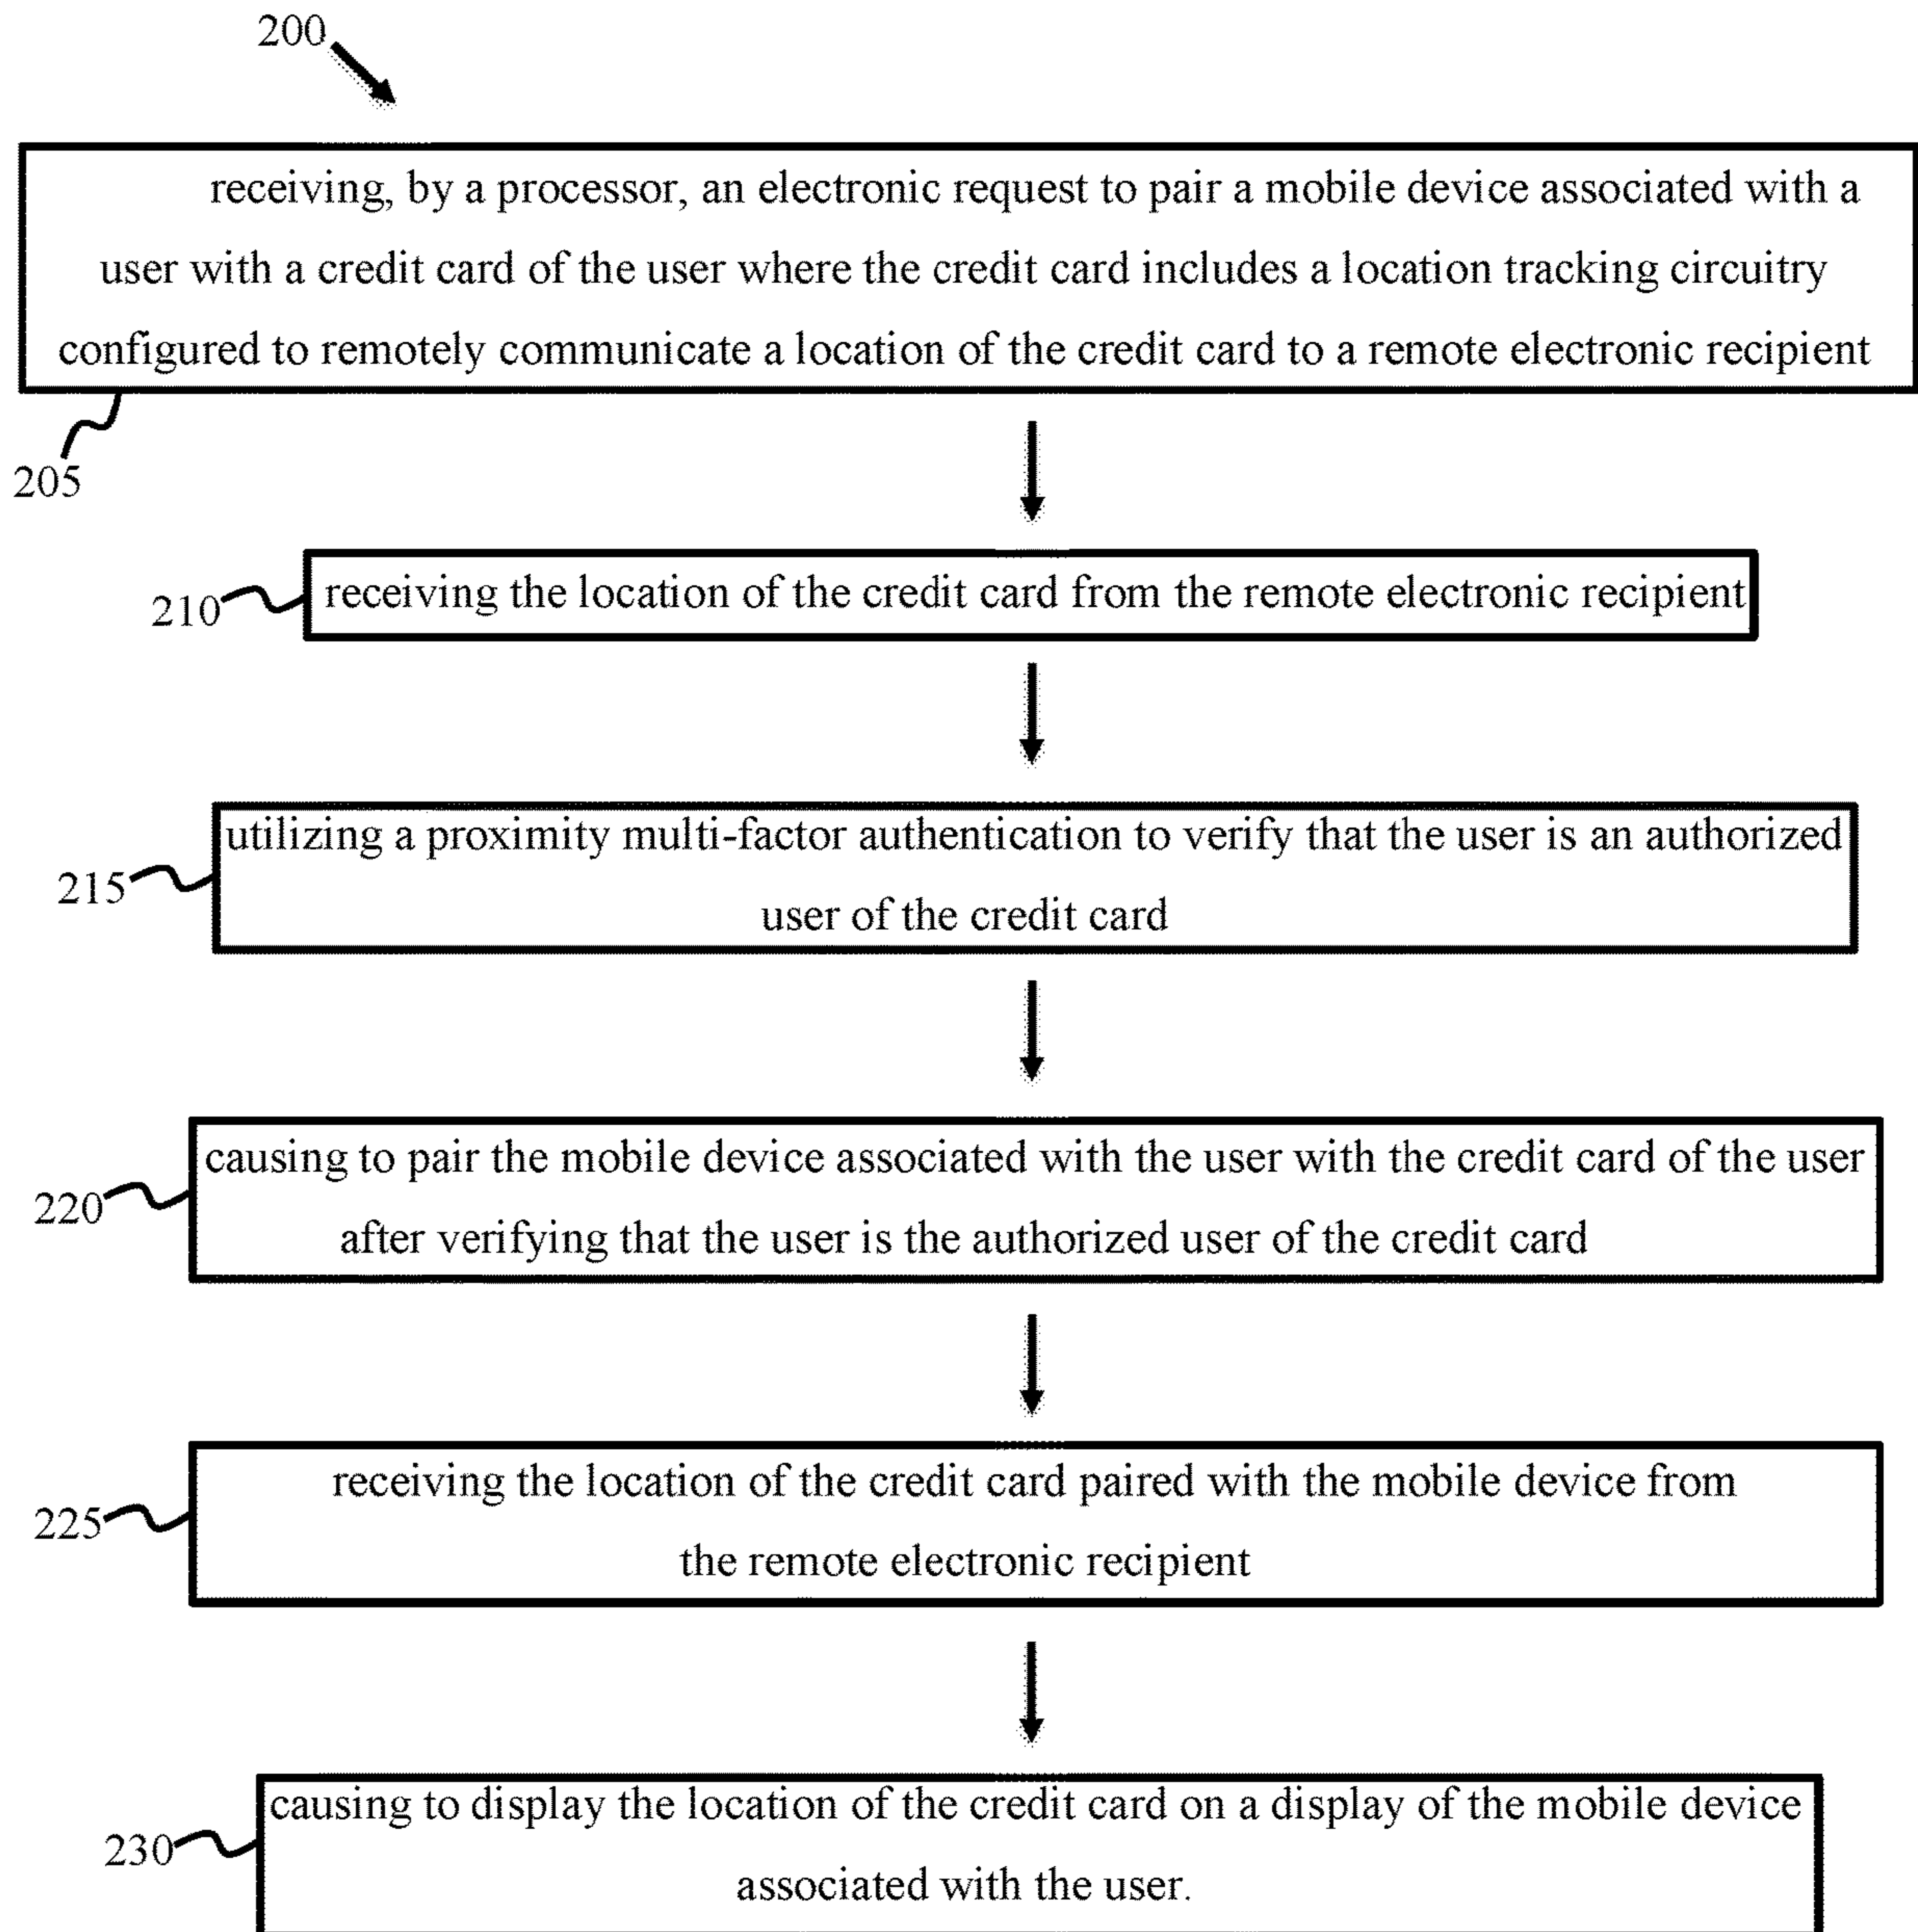 200
receiving, by a processor, an electronic request to pair a mobile device associated with a
user with a credit card of the user where the credit card includes a location tracking circuitry
configured to remotely communicate a location of the credit card to a remote electronic recipient
205
receiving the location of the credit card from the remote electronic recipient
210
utilizing a proximity multi-factor authentication to verify that the user is an authorized
user of the credit card
215
causing to pair the mobile device associated with the user with the credit card of the user
after verifying that the user is the authorized user of the credit card
220
receiving the location of the credit card paired with the mobile device from
the remote electronic recipient
225
causing to display the location of the credit card on a display of the mobile device
associated with the user.
230